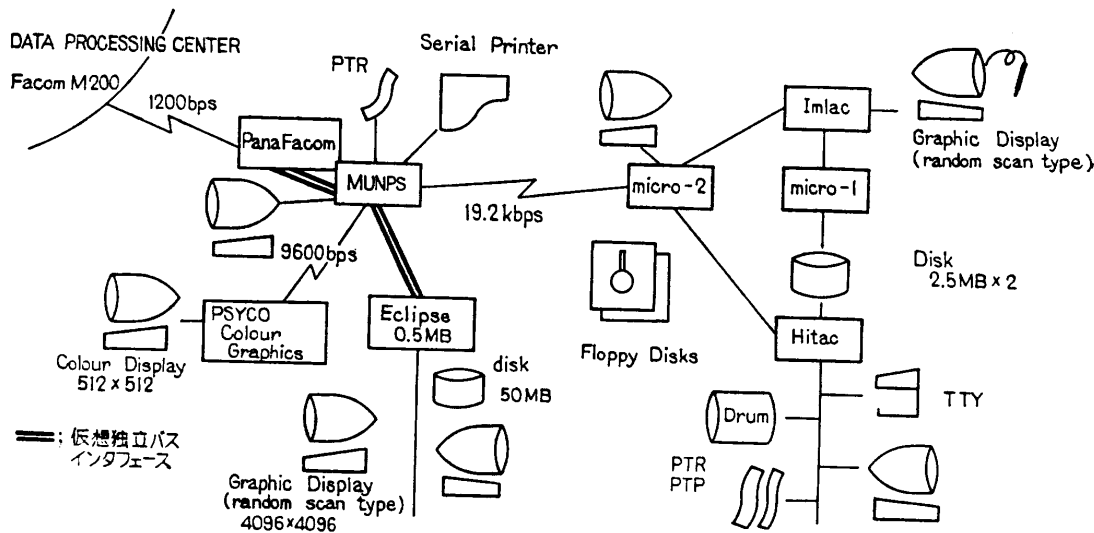 DATA PROCESSING CENTER
Facom M200
1200bps
PanaFacom
PTR
Serial Printer
MUNPS
19.2kbps
9600bps
micro-2
Imlac
Graphic Display
(random scan type)
micro-1
Disk
2.5MB×2
Hitac
Floppy Disks
PSYCO
Colour
Graphics
Colour Display
512×512
Eclipse
0.5MB
disk
50MB
Graphic Display
(random scan type)
4096×4096
; 仮想独立バス
インタフェース
Drum
TTY
PTR
PTP